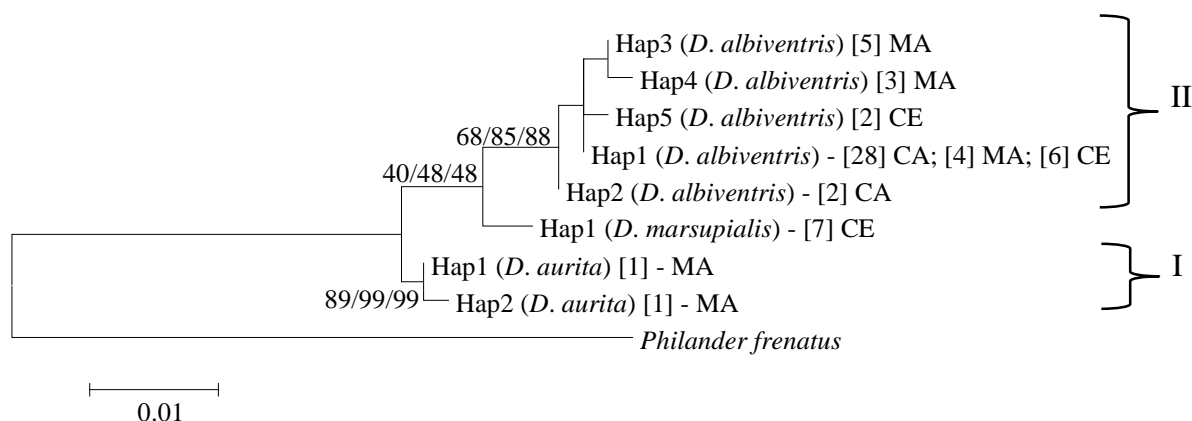 Hap3 (D. albiventris) [5] MA
Hap4 (D. albiventris) [3] MA
II
Hap5 (D. albiventris) [2] CE
68/85/88
Hap1 (D. albiventris) - [28] CA; [4] MA; [6] CE
40/48/48
Hap2 (D. albiventris) - [2] CA
Hap1 (D. marsupialis) - [7] CE
Hap1 (D. aurita) [1] - MA
I
89/99/99
Hap2 (D. aurita) [1] - MA
Philander frenatus
0.01